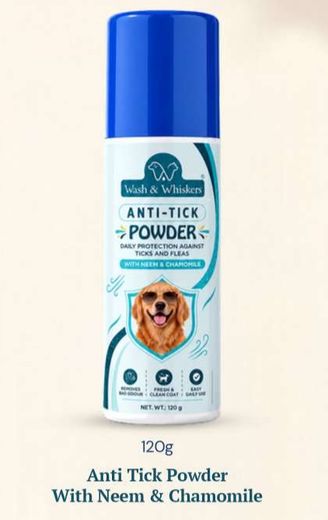 Wash & Whiskers
ANTI-TICK
POWDER
DAILY PROTECTION AGAINST
TICKS AND FLEAS
WITH NEEM & CHAMOMILE
REMOVES
BAD ODOUR
FRESH &
CLEAN COAT
EASY
DAILY USE
NET. WT.: 120 g
120g
Anti Tick Powder
With Neem & Chamomile